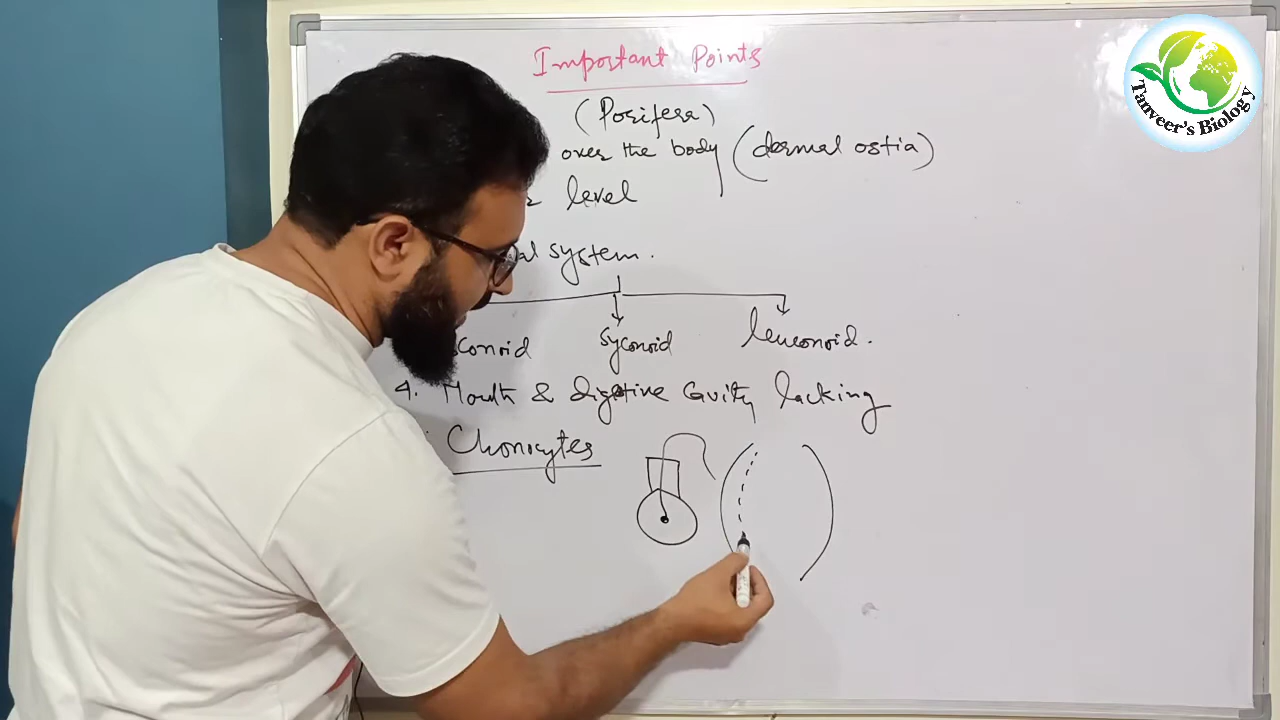 Important Points
(Porifera)
over the body (dermal ostia)
level
system.
conoid syconoid leuconoid.
4. Mouth & digestive cavity lacking
Chonocytes
Tanveer's Biology